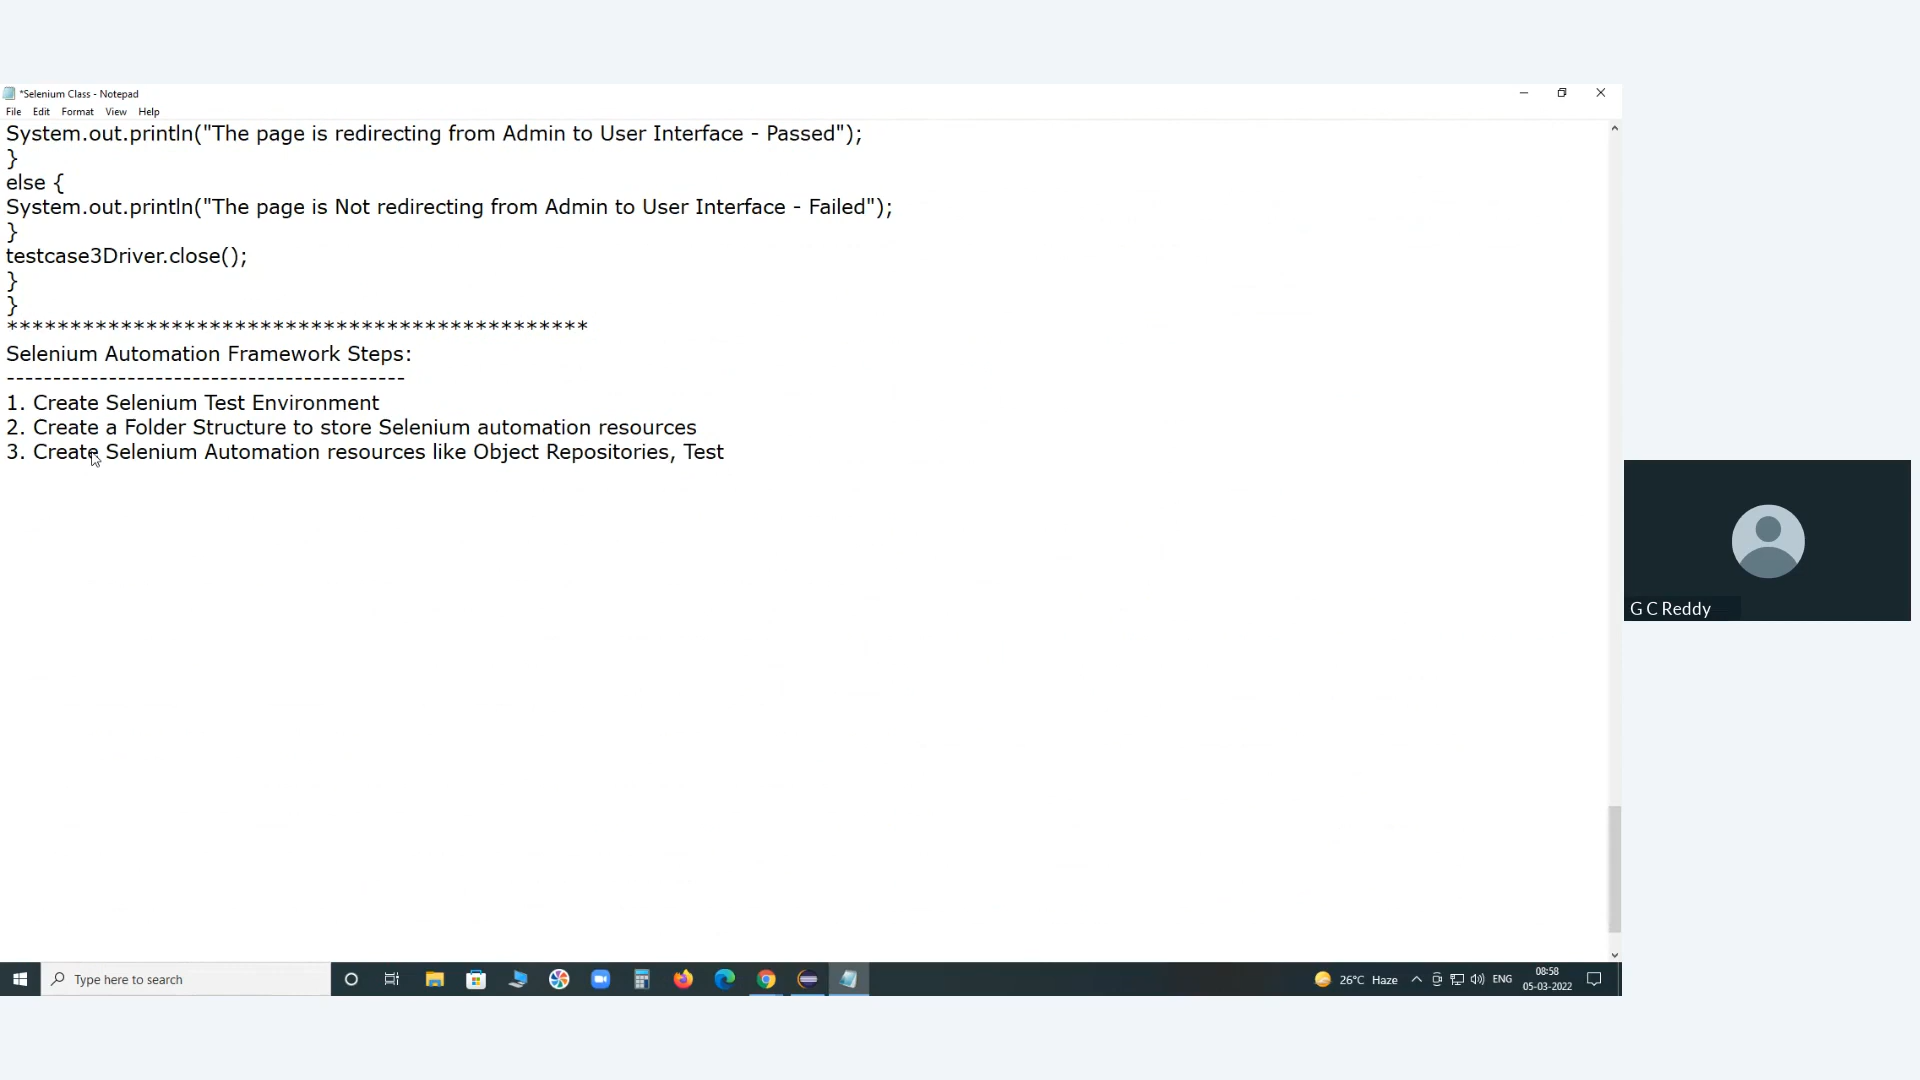 *Selenium Class - Notepad
File Edit Format View Help
System.out.println("The page is redirecting from Admin to User Interface - Passed");
}
else {
System.out.println("The page is Not redirecting from Admin to User Interface - Failed");
}
testcase3Driver.close();
}
}
***********************************************
Selenium Automation Framework Steps:
-------------------------------------------
1. Create Selenium Test Environment
2. Create a Folder Structure to store Selenium automation resources
3. Create Selenium Automation resources like Object Repositories, Test
G C Reddy
Type here to search
26°C Haze
ENG
08:58
05-03-2022